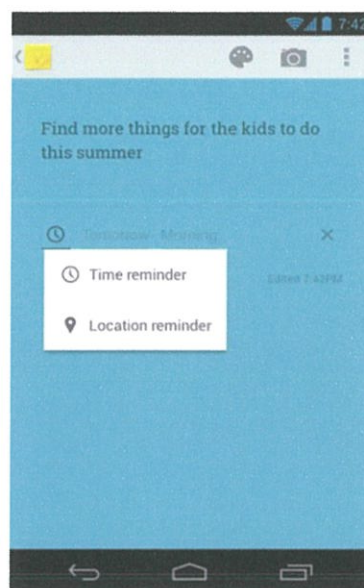 7:42
Find more things for the kids to do
this summer
Tomorrow Morning
Edited 7:42PM
Time reminder
Location reminder